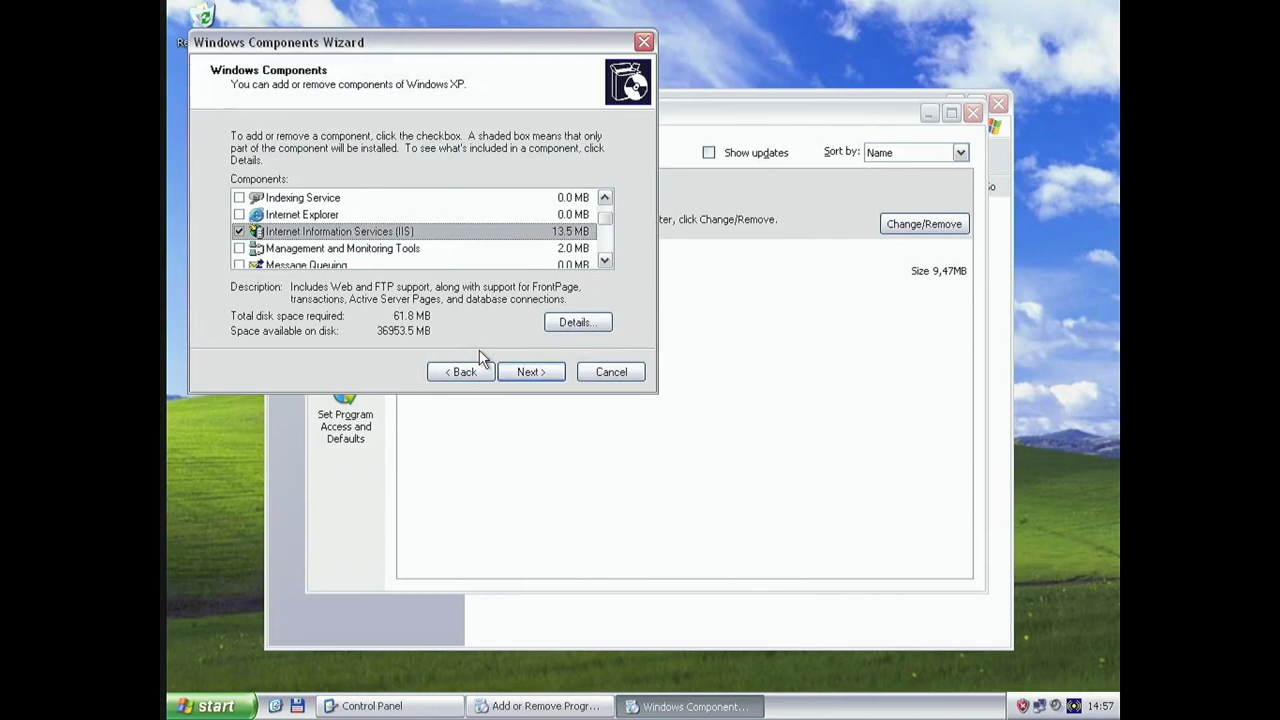 Windows Components Wizard
Windows Components
You can add or remove components of Windows XP.
To add or remove a component, click the checkbox. A shaded box means that only
part of the component will be installed. To see what's included in a component, click
Details.
Components:
Indexing Service 0.0 MB
Internet Explorer 0.0 MB
Internet Information Services (IIS) 13.5 MB
Management and Monitoring Tools 2.0 MB
Message Queuing 0.0 MB
Description: Includes Web and FTP support, along with support for FrontPage,
transactions, Active Server Pages, and database connections.
Total disk space required: 61.8 MB
Space available on disk: 36953.5 MB
Details...
< Back Next > Cancel
Show updates Sort by: Name
, click Change/Remove.
Change/Remove
Size 9,47MB
Set Program
Access and
Defaults
start Control Panel Add or Remove Progr... Windows Component... 14:57